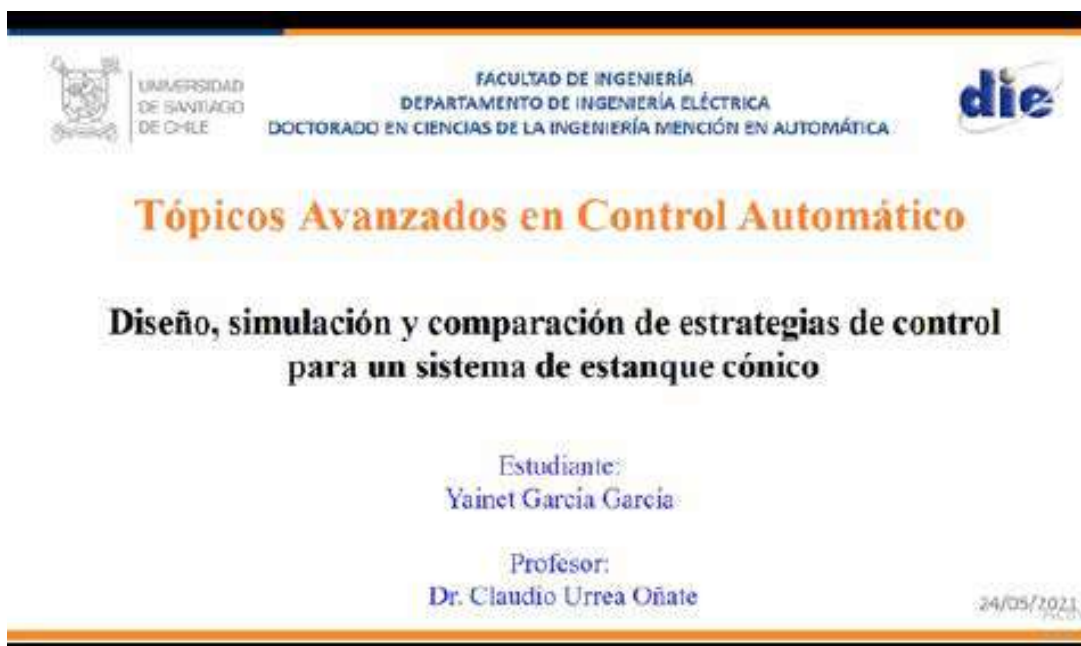 UNIVERSIDAD
DE SANTIAGO
DE CHILE
FACULTAD DE INGENIERÍA
DEPARTAMENTO DE INGENIERÍA ELÉCTRICA
DOCTORADO EN CIENCIAS DE LA INGENIERÍA MENCIÓN EN AUTOMÁTICA
die
Tópicos Avanzados en Control Automático
Diseño, simulación y comparación de estrategias de control
para un sistema de estanque cónico
Estudiante:
Yainet García García
Profesor:
Dr. Claudio Urrea Oñate
24/05/2021